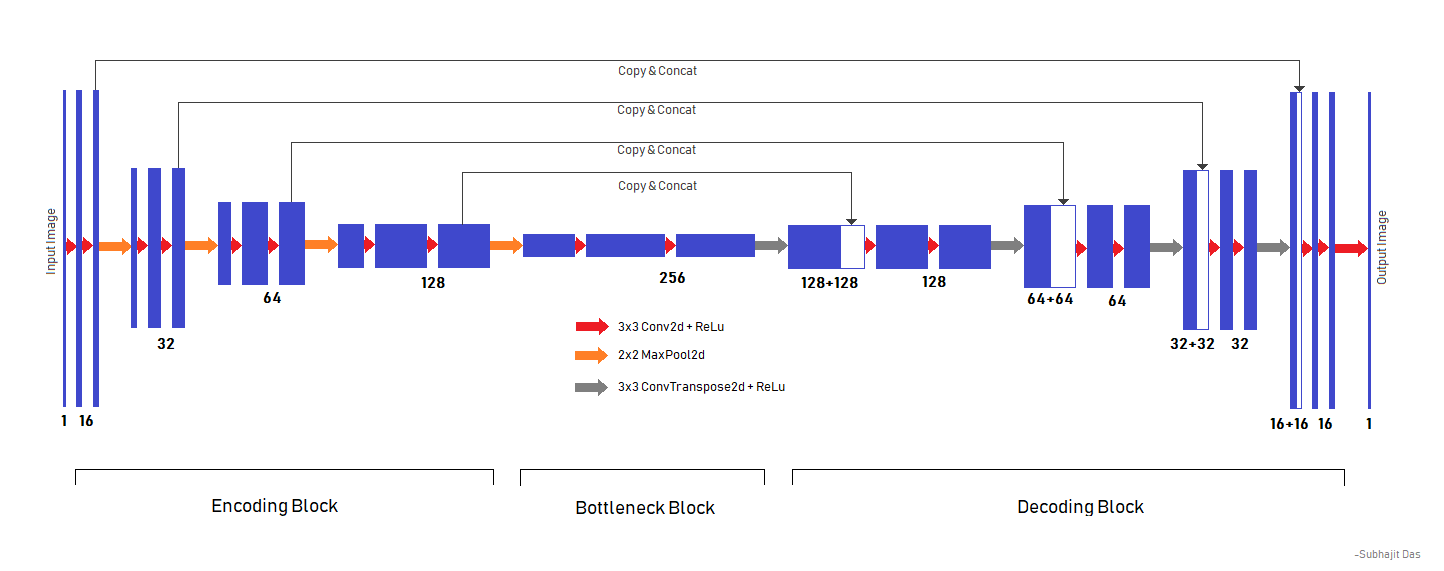 Copy & Concat
Copy & Concat
Copy & Concat
Copy & Concat
Input Image
Output Image
1
16
32
64
128
256
128+128
128
64+64
64
32+32
32
16+16
16
1
3x3 Conv2d + ReLu
2x2 MaxPool2d
3x3 ConvTranspose2d + ReLu
Encoding Block
Bottleneck Block
Decoding Block
-Subhajit Das